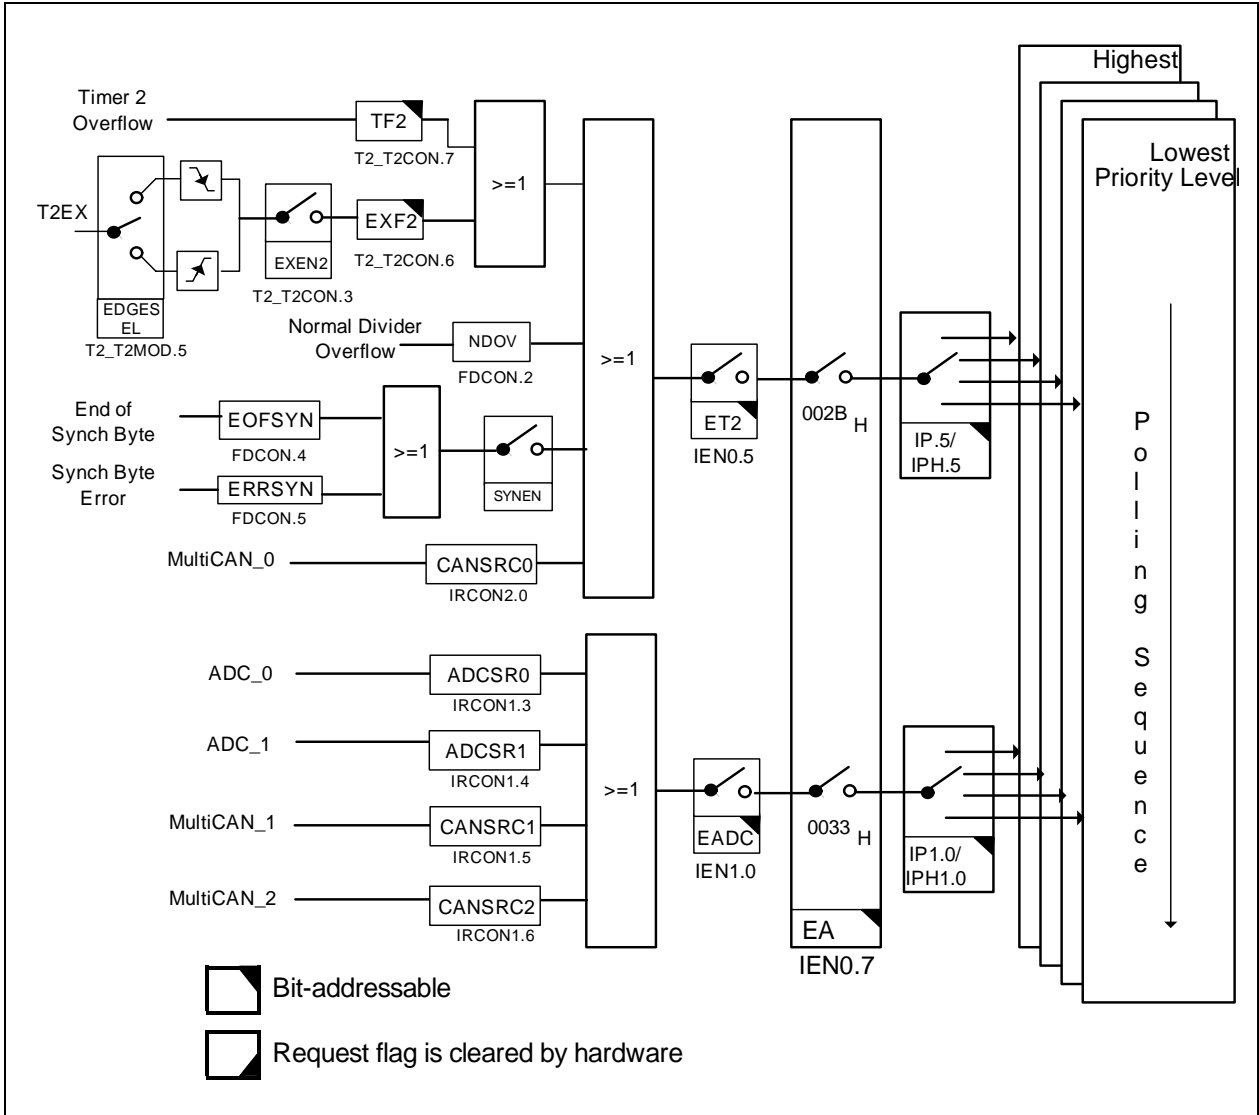 Highest
Lowest
Priority Level
Timer 2
Overflow
TF2
T2_T2CON.7
>=1
T2EX
EXF2
T2_T2CON.6
EXEN2
T2_T2CON.3
EDGES
EL
T2_T2MOD.5
Normal Divider
Overflow
NDOV
FDCON.2
>=1
ET2
IEN0.5
002B H
IP.5/
IPH.5
End of
Synch Byte
EOFSYN
FDCON.4
>=1
SYNEN
Synch Byte
Error
ERRSYN
FDCON.5
MultiCAN_0
CANSRC0
IRCON2.0
ADC_0
ADCSR0
IRCON1.3
ADC_1
ADCSR1
IRCON1.4
>=1
EADC
IEN1.0
0033 H
IP1.0/
IPH1.0
MultiCAN_1
CANSRC1
IRCON1.5
MultiCAN_2
CANSRC2
IRCON1.6
EA
IEN0.7
Polling Sequence
Bit-addressable
Request flag is cleared by hardware